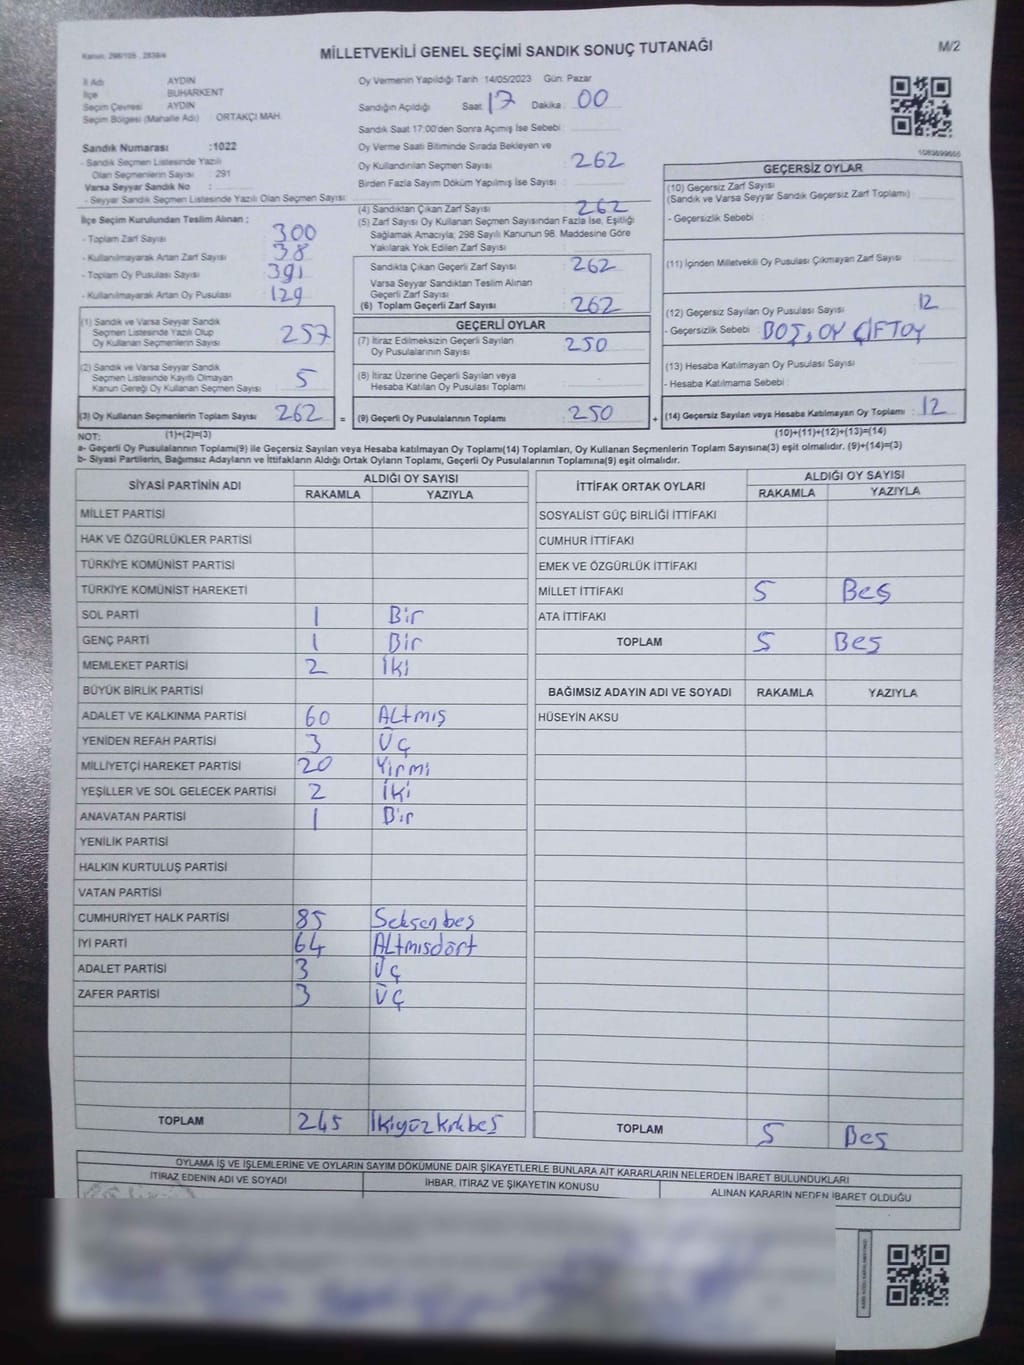 Kanun: 298/105 , 2839/4
MİLLETVEKİLİ GENEL SEÇİMİ SANDIK SONUÇ TUTANAĞI
M/2
İl Adı AYDIN
İlçe BUHARKENT
Seçim Çevresi AYDIN
Seçim Bölgesi (Mahalle Adı) ORTAKÇI MAH.
Sandık Numarası :1022
- Sandık Seçmen Listesinde Yazılı
Olan Seçmenlerin Sayısı : 291
Varsa Seyyar Sandık No :
- Seyyar Seçmen Listesinde Yazılı Olan Seçmen Sayısı :
Oy Vermenin Yapıldığı Tarih 14/05/2023 Gün: Pazar
Sandığın Açıldığı Saat 17 Dakika : 00
Sandık Saat 17:00'den Sonra Açımış İse Sebebi :
Oy Verme Saati Bitiminde Sırada Bekleyen ve
Oy Kullandırılan Seçmen Sayısı : 262
Birden Fazla Sayım Döküm Yapılmış İse Sayısı :
İlçe Seçim Kurulundan Teslim Alınan ;
- Toplam Zarf Sayısı : 300
- Kullanılmayarak Artan Zarf Sayısı : 38
- Toplam Oy Pusulası Sayısı : 391
- Kullanılmayarak Artan Oy Pusulası : 129
(1) Sandık ve Varsa Seyyar Sandık
Seçmen Listesinde Yazılı Olup
Oy Kullanan Seçmenlerin Sayısı : 257
(2) Sandık ve Varsa Seyyar Sandık
Seçmen Listesinde Kayıtlı Olmayan
Kanun Gereği Oy Kullanan Seçmen Sayısı : 5
(3) Oy Kullanan Seçmenlerin Toplam Sayısı : 262 =
(4) Sandıktan Çıkan Zarf Sayısı : 262
(5) Zarf Sayısı Oy Kullanan Seçmen Sayısından Fazla İse, Eşitliği
Sağlamak Amacıyla; 298 Sayılı Kanunun 98. Maddesine Göre
Yakılarak Yok Edilen Zarf Sayısı :
Sandıkta Çıkan Geçerli Zarf Sayısı : 262
Varsa Seyyar Sandıktan Teslim Alınan
Geçerli Zarf Sayısı :
(6) Toplam Geçerli Zarf Sayısı : 262
GEÇERLİ OYLAR
(7) İtiraz Edilmeksizin Geçerli Sayılan
Oy Pusulalarının Sayısı : 250
(8) İtiraz Üzerine Geçerli Sayılan veya
Hesaba Katılan Oy Pusulası Toplamı :
(9) Geçerli Oy Pusulalarının Toplamı : 250 +
GEÇERSİZ OYLAR
(10) Geçersiz Zarf Sayısı
(Sandık ve Varsa Seyyar Sandık Geçersiz Zarf Toplamı) :
- Geçersizlik Sebebi :
(11) İçinden Milletvekili Oy Pusulası Çıkmayan Zarf Sayısı :
(12) Geçersiz Sayılan Oy Pusulası Sayısı : 12
- Geçersizlik Sebebi : BOŞ, OY ÇİFTOY
(13) Hesaba Katılmayan Oy Pusulası Sayısı :
- Hesaba Katılmama Sebebi :
(14) Geçersiz Sayılan veya Hesaba Katılmayan Oy Toplamı : 12
NOT: (1)+(2)=(3)
(10)+(11)+(12)+(13)=(14)
a- Geçerli Oy Pusulalarının Toplamı(9) ile Geçersiz Sayılan veya Hesaba katılmayan Oy Toplamı(14) Toplamları, Oy Kullanan Seçmenlerin Toplam Sayısına(3) eşit olmalıdır. (9)+(14)=(3)
b- Siyasi Partilerin, Bağımsız Adayların ve İttifakların Aldığı Ortak Oyların Toplamı, Geçerli Oy Pusulalarının Toplamına(9) eşit olmalıdır.
SİYASİ PARTİNİN ADI ALDIĞI OY SAYISI
RAKAMLA YAZIYLA
MİLLET PARTİSİ
HAK VE ÖZGÜRLÜKLER PARTİSİ
TÜRKİYE KOMÜNİST PARTİSİ
TÜRKİYE KOMÜNİST HAREKETİ
SOL PARTİ 1 Bir
GENÇ PARTİ 1 Bir
MEMLEKET PARTİSİ 2 İki
BÜYÜK BİRLİK PARTİSİ
ADALET VE KALKINMA PARTİSİ 60 ALtmış
YENİDEN REFAH PARTİSİ 3 Üç
MİLLİYETÇİ HAREKET PARTİSİ 20 Yirmi
YEŞİLLER VE SOL GELECEK PARTİSİ 2 İki
ANAVATAN PARTİSİ 1 Bir
YENİLİK PARTİSİ
HALKIN KURTULUŞ PARTİSİ
VATAN PARTİSİ
CUMHURİYET HALK PARTİSİ 85 Seksenbeş
İYİ PARTİ 64 ALtmışdört
ADALET PARTİSİ 3 Üç
ZAFER PARTİSİ 3 Üç
TOPLAM 245 İkiyüzkırkbeş
İTTİFAK ORTAK OYLARI ALDIĞI OY SAYISI
RAKAMLA YAZIYLA
SOSYALİST GÜÇ BİRLİĞİ İTTİFAKI
CUMHUR İTTİFAKI
EMEK VE ÖZGÜRLÜK İTTİFAKI
MİLLET İTTİFAKI 5 Beş
ATA İTTİFAKI
TOPLAM 5 Beş
BAĞIMSIZ ADAYIN ADI VE SOYADI RAKAMLA YAZIYLA
HÜSEYİN AKSU
TOPLAM 5 Beş
OYLAMA İŞ VE İŞLEMLERİNE VE OYLARIN SAYIM DÖKÜMÜNE DAİR ŞİKAYETLERLE BUNLARA AİT KARARLARIN NELERDEN İBARET BULUNDUKLARI
İTİRAZ EDENİN ADI VE SOYADI
İHBAR, İTİRAZ VE ŞİKAYETİN KONUSU
ALINAN KARARIN NEDEN İBARET OLDUĞU